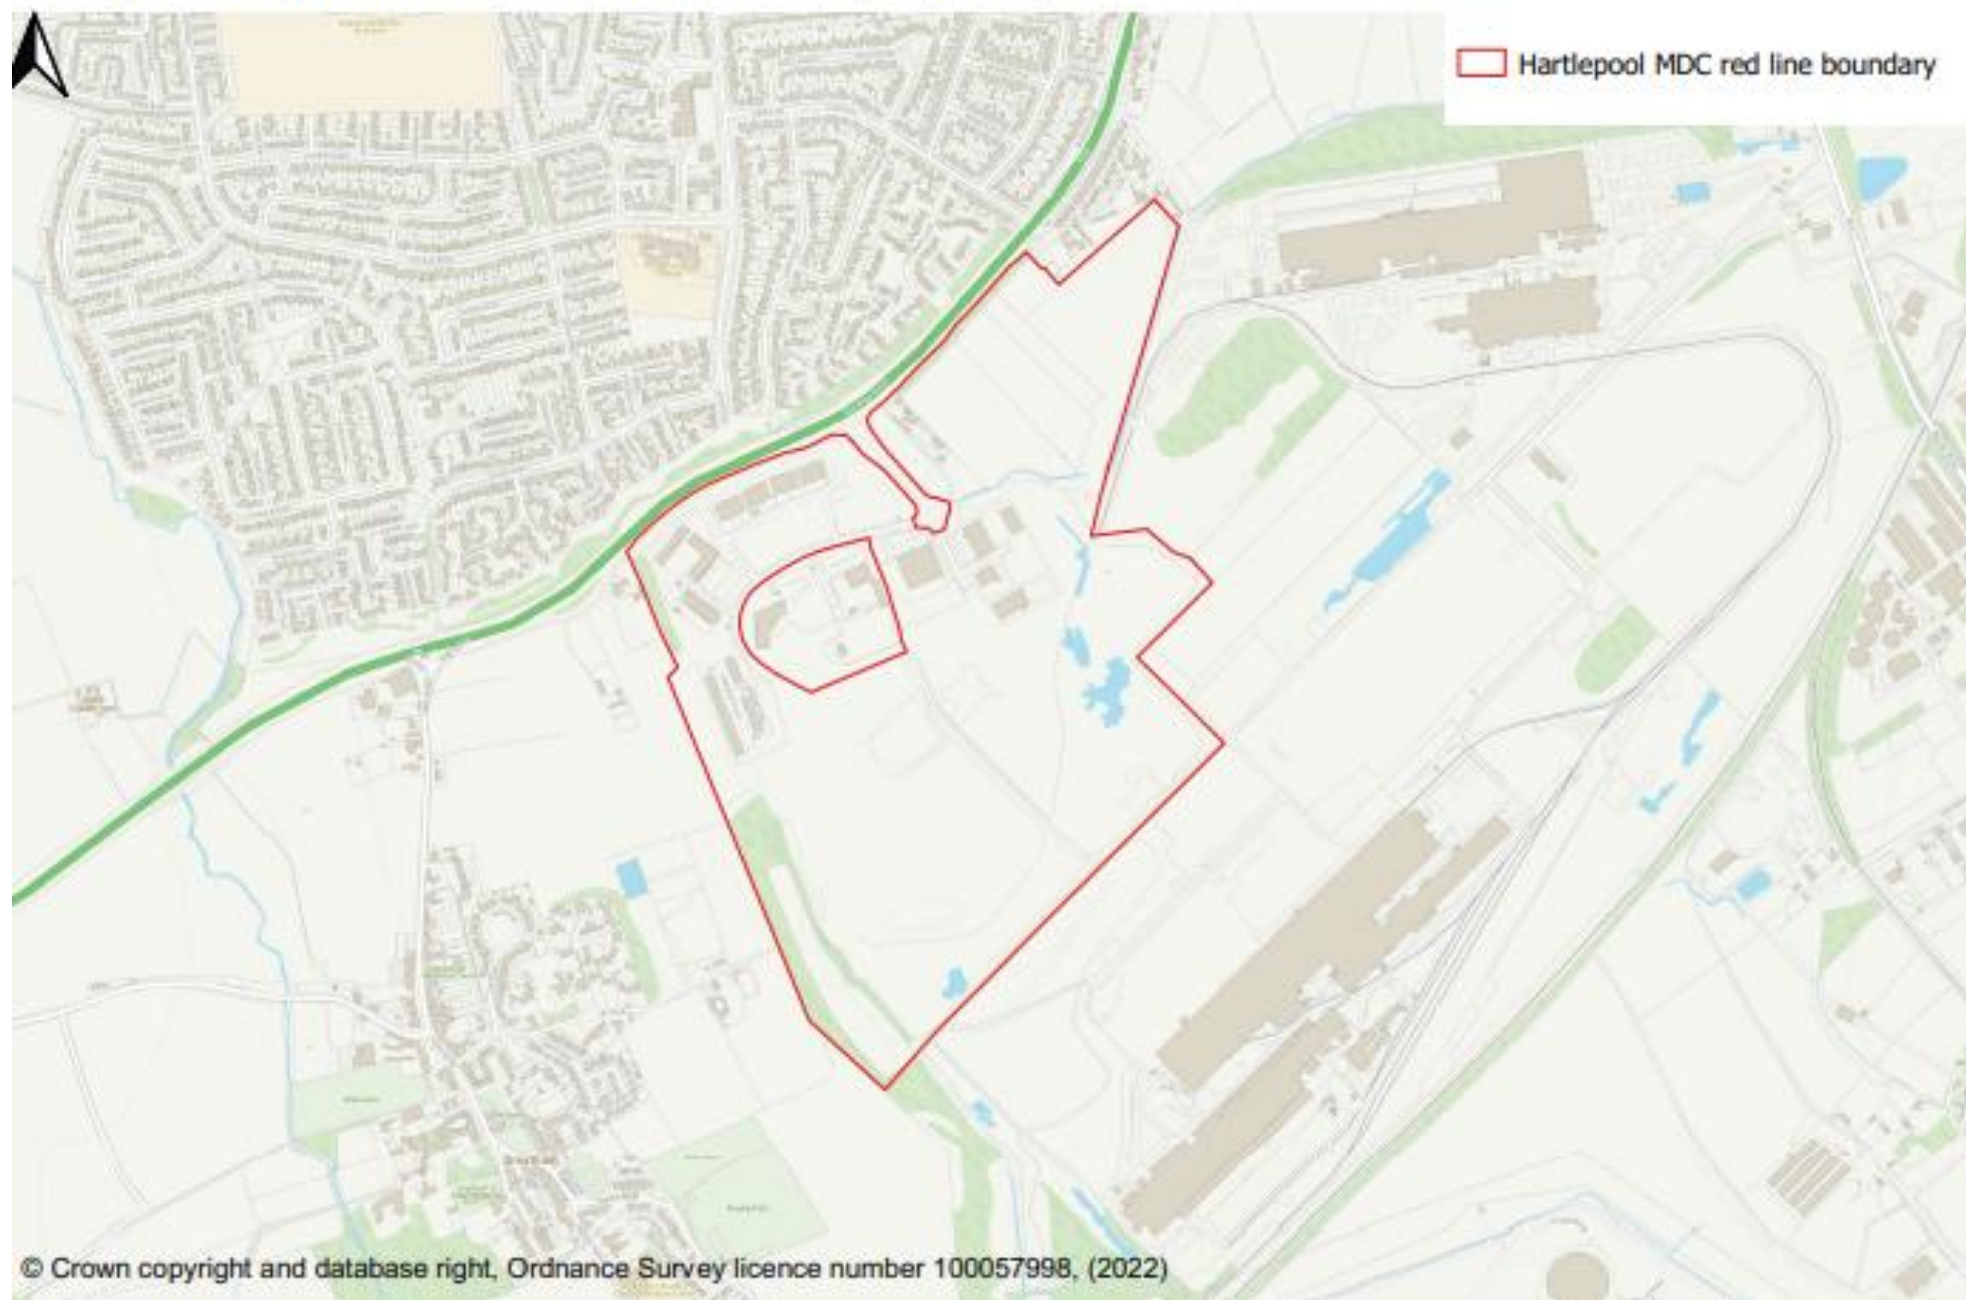 Hartlepool MDC red line boundary
© Crown copyright and database right, Ordnance Survey licence number 100057998, (2022)